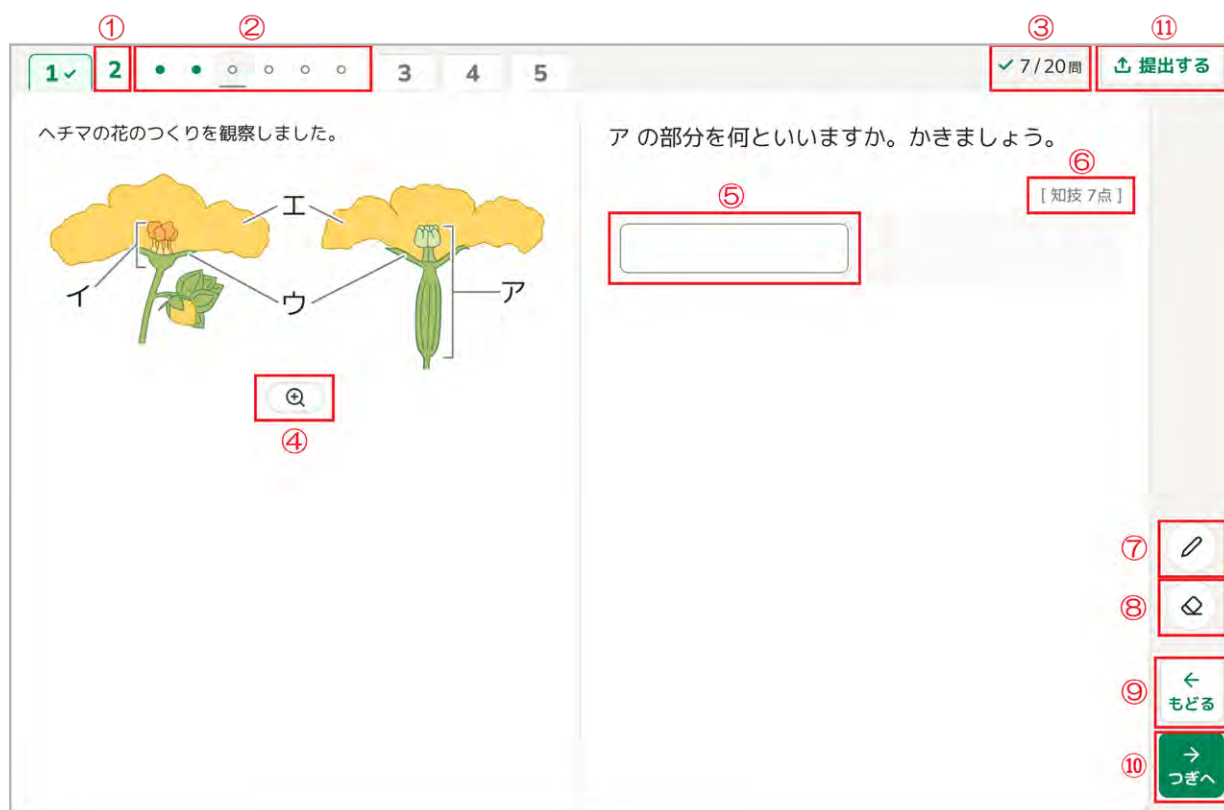 ① ② ③ ⑪
1 2 3 4 5 7/20問 提出する
ヘチマの花のつくりを観察しました。
エ
イ
ウ
ア
④
ア の部分を何といいますか。かきましょう。
⑥
[ 知技 7点 ]
⑤
⑦
⑧
⑨
もどる
⑩
つぎへ